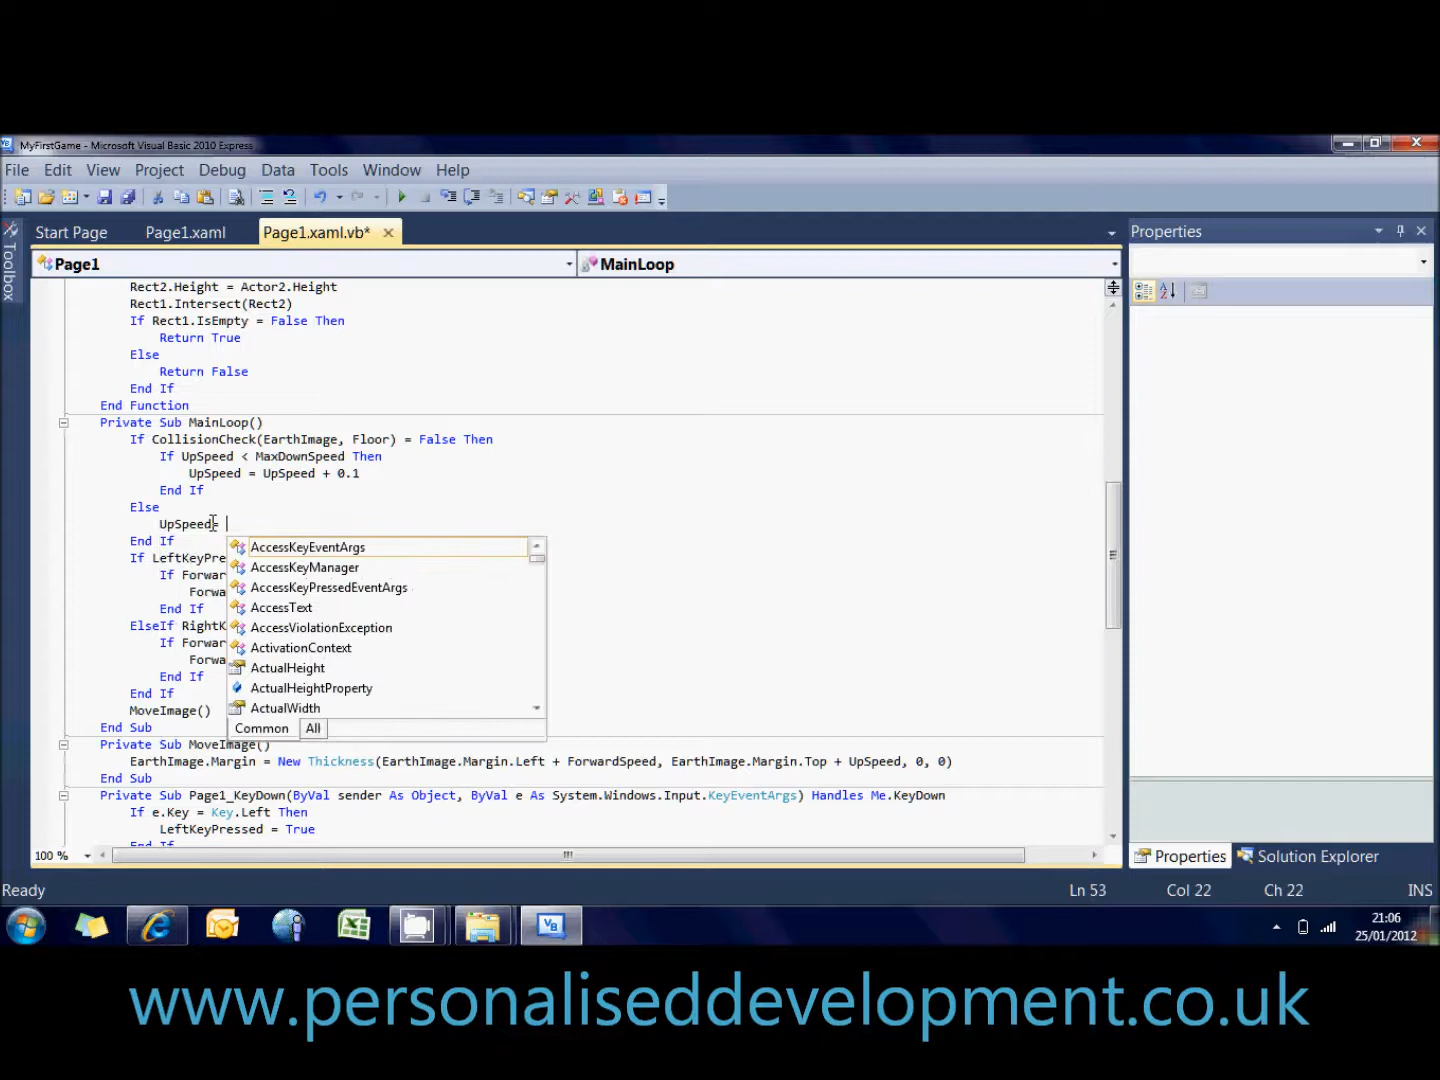 MyFirstGame - Microsoft Visual Basic 2010 Express
File Edit View Project Debug Data Tools Window Help
Toolbox
Start Page Page1.xaml Page1.xaml.vb*
Page1 MainLoop
Rect2.Height = Actor2.Height
Rect1.Intersect(Rect2)
If Rect1.IsEmpty = False Then
Return True
Else
Return False
End If
End Function
Private Sub MainLoop()
If CollisionCheck(EarthImage, Floor) = False Then
If UpSpeed < MaxDownSpeed Then
UpSpeed = UpSpeed + 0.1
End If
Else
UpSpeed=
End If
If LeftKeyPre
If Forwar
Forwa
End If
ElseIf RightK
If Forwar
Forwa
End If
End If
MoveImage()
End Sub
AccessKeyEventArgs
AccessKeyManager
AccessKeyPressedEventArgs
AccessText
AccessViolationException
ActivationContext
ActualHeight
ActualHeightProperty
ActualWidth
Common All
Private Sub MoveImage()
EarthImage.Margin = New Thickness(EarthImage.Margin.Left + ForwardSpeed, EarthImage.Margin.Top + UpSpeed, 0, 0)
End Sub
Private Sub Page1_KeyDown(ByVal sender As Object, ByVal e As System.Windows.Input.KeyEventArgs) Handles Me.KeyDown
If e.Key = Key.Left Then
LeftKeyPressed = True
End If
100 %
Properties
Properties Solution Explorer
Ready Ln 53 Col 22 Ch 22 INS
21:06
25/01/2012
www.personaliseddevelopment.co.uk